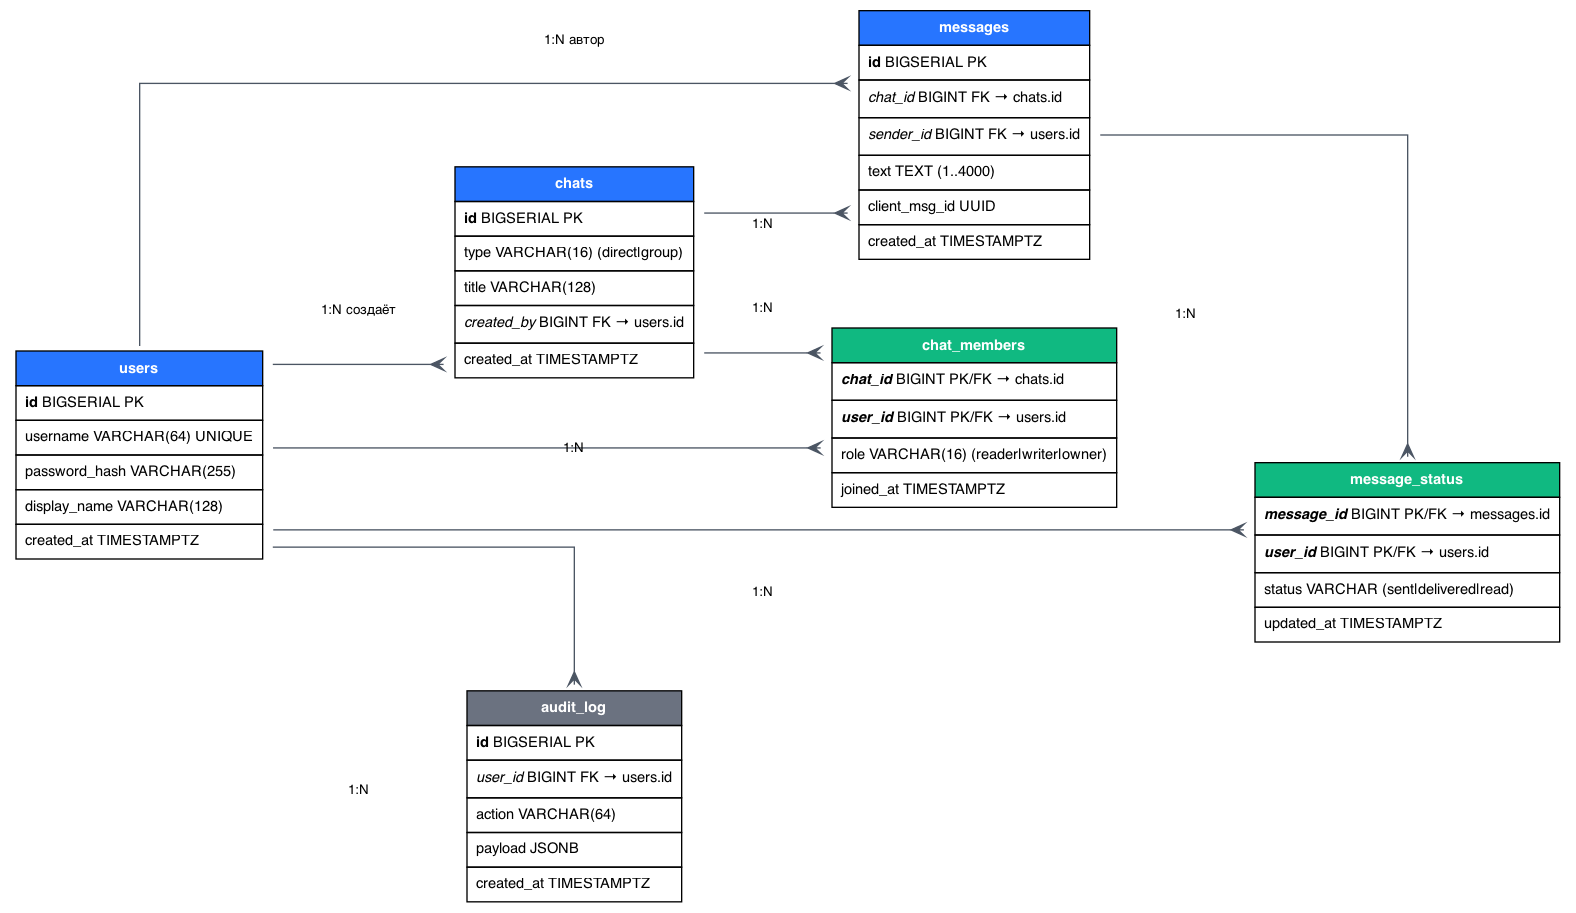 1:N автор
messages
id BIGSERIAL PK
chat_id BIGINT FK → chats.id
sender_id BIGINT FK → users.id
text TEXT (1..4000)
client_msg_id UUID
created_at TIMESTAMPTZ
chats
id BIGSERIAL PK
type VARCHAR(16) (direct|group)
title VARCHAR(128)
created_by BIGINT FK → users.id
created_at TIMESTAMPTZ
1:N
1:N создаёт
1:N
1:N
chat_members
chat_id BIGINT PK/FK → chats.id
user_id BIGINT PK/FK → users.id
role VARCHAR(16) (reader|writer|owner)
joined_at TIMESTAMPTZ
users
id BIGSERIAL PK
username VARCHAR(64) UNIQUE
password_hash VARCHAR(255)
display_name VARCHAR(128)
created_at TIMESTAMPTZ
1:N
message_status
message_id BIGINT PK/FK → messages.id
user_id BIGINT PK/FK → users.id
status VARCHAR (sent|delivered|read)
updated_at TIMESTAMPTZ
1:N
audit_log
id BIGSERIAL PK
user_id BIGINT FK → users.id
action VARCHAR(64)
payload JSONB
created_at TIMESTAMPTZ
1:N